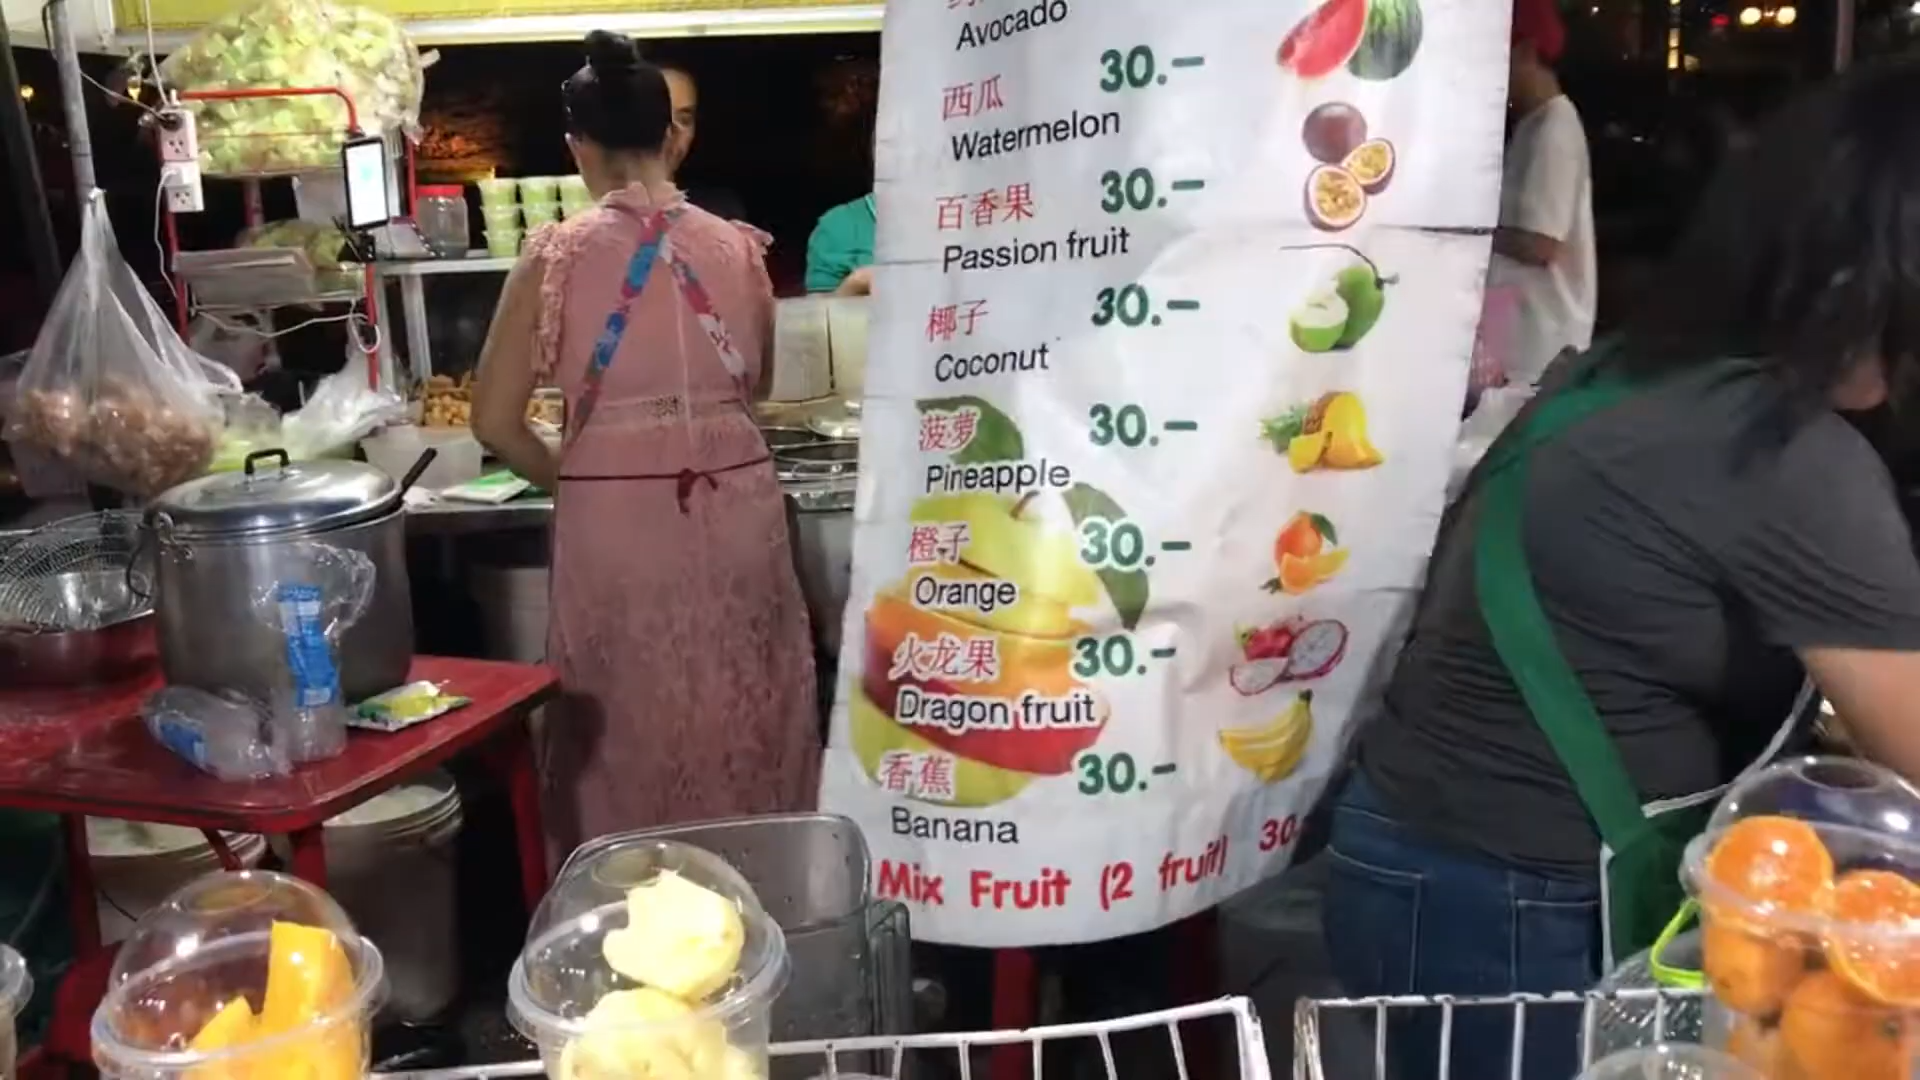 Avocado
西瓜 30.-
Watermelon
百香果 30.-
Passion fruit
椰子 30.-
Coconut
菠萝 30.-
Pineapple
橙子 30.-
Orange
火龙果 30.-
Dragon fruit
香蕉 30.-
Banana
Mix Fruit (2 fruit) 30.